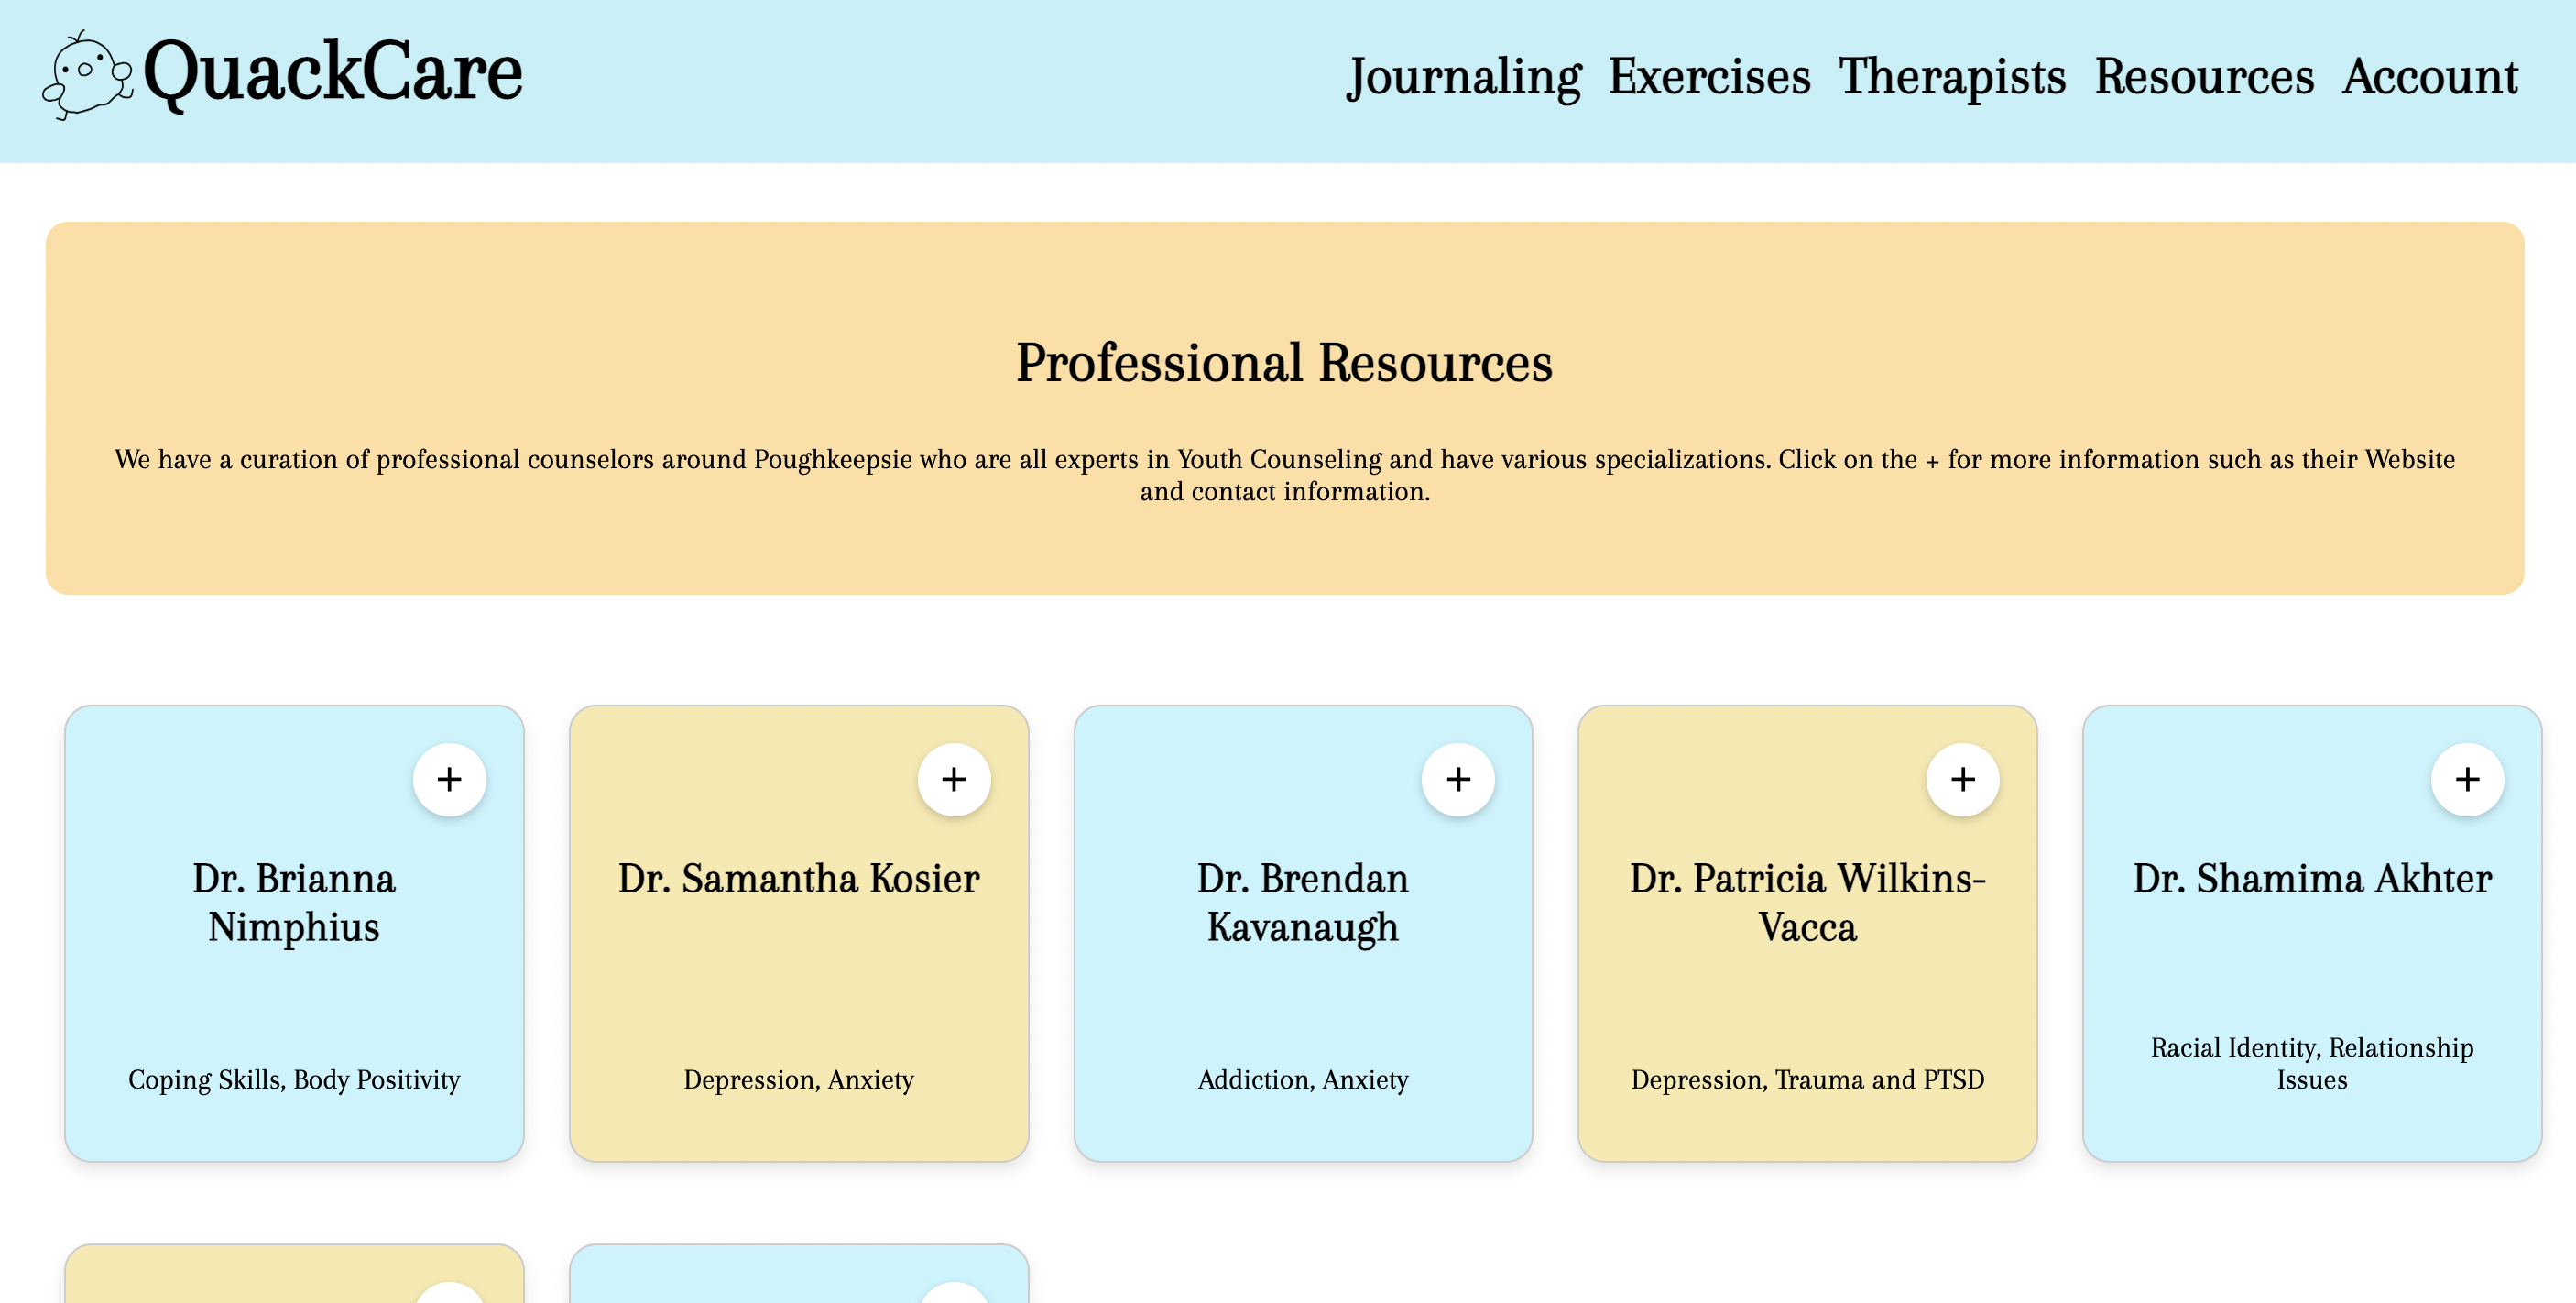 QuackCare
Journaling Exercises Therapists Resources Account
Professional Resources
We have a curation of professional counselors around Poughkeepsie who are all experts in Youth Counseling and have various specializations. Click on the + for more information such as their Website
and contact information.
+
Dr. Brianna
Nimphius
Coping Skills, Body Positivity
+
Dr. Samantha Kosier
Depression, Anxiety
+
Dr. Brendan
Kavanaugh
Addiction, Anxiety
+
Dr. Patricia Wilkins-
Vacca
Depression, Trauma and PTSD
+
Dr. Shamima Akhter
Racial Identity, Relationship
Issues